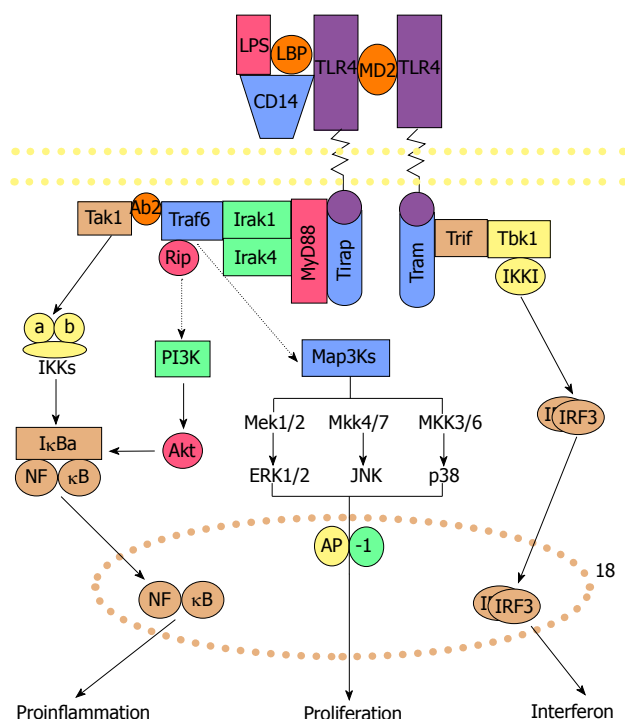 LPS
LBP
TLR4
MD2
TLR4
CD14
Tak1
Ab2
Traf6
Irak1
Irak4
Rip
MyD88
Tirap
Tram
Trif
Tbk1
IKKI
a
b
IKKs
PI3K
Map3Ks
Mek1/2
Mkk4/7
MKK3/6
IRF3
IκBa
Akt
NF
κB
ERK1/2
JNK
p38
AP
-1
18
NF
κB
IRF3
Proinflammation
Proliferation
Interferon